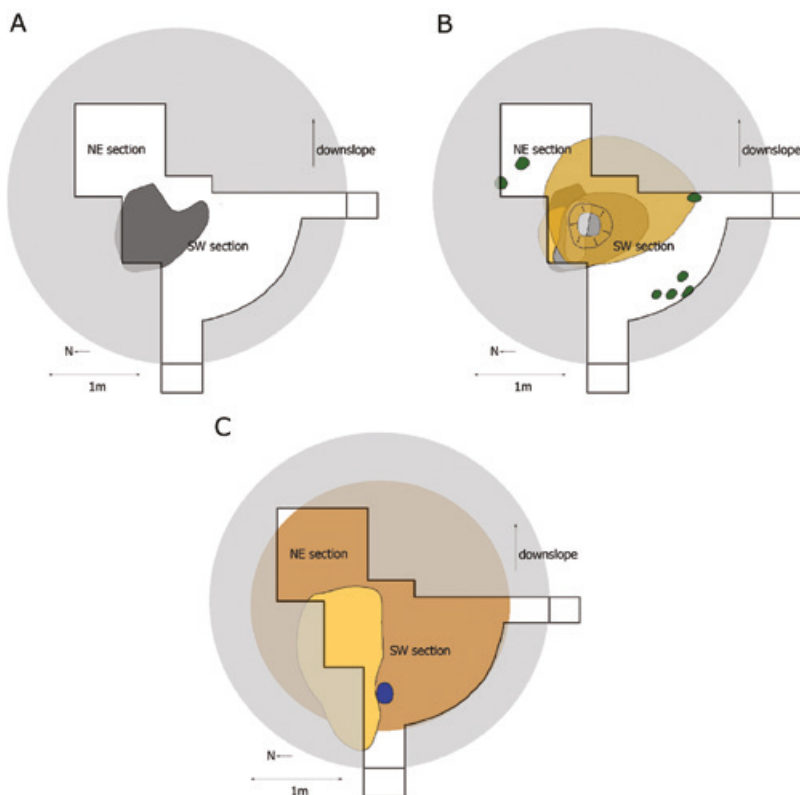 A
NE section
downslope
SW section
N
1m
B
NE section
downslope
SW section
N
1m
C
NE section
downslope
SW section
N
1m